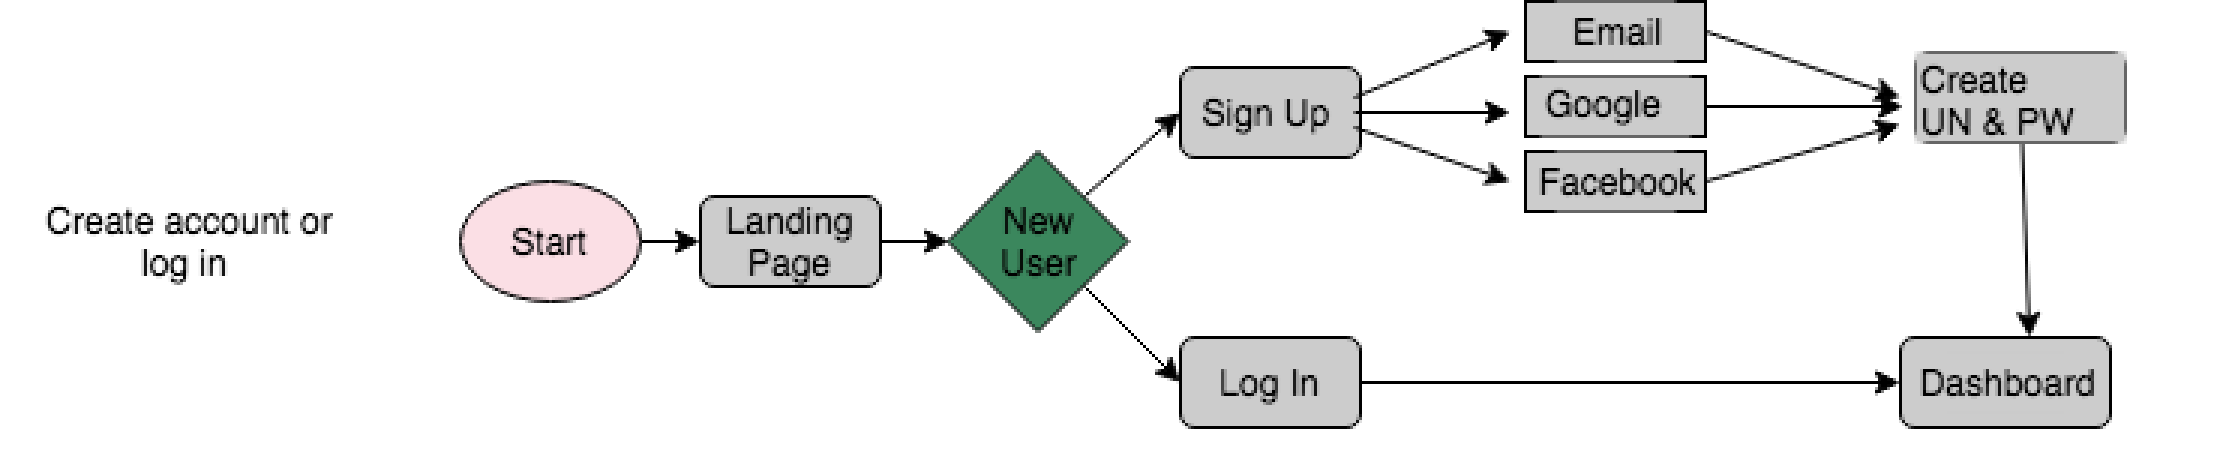 Create account or
log in
Start
Landing
Page
New
User
Sign Up
Email
Google
Facebook
Create
UN & PW
Log In
Dashboard